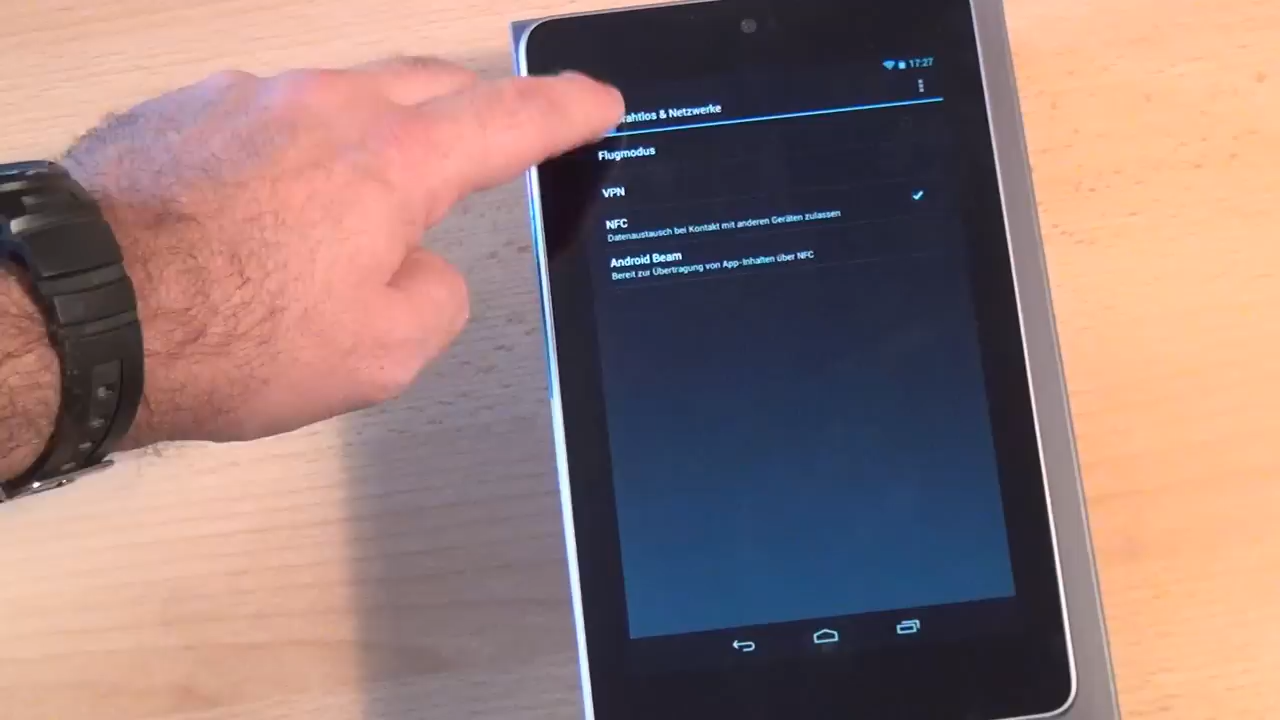 17:27
rahtlos & Netzwerke
Flugmodus
VPN
NFC
Datenaustausch bei Kontakt mit anderen Geräten zulassen
Android Beam
Bereit zur Übertragung von App-Inhalten über NFC